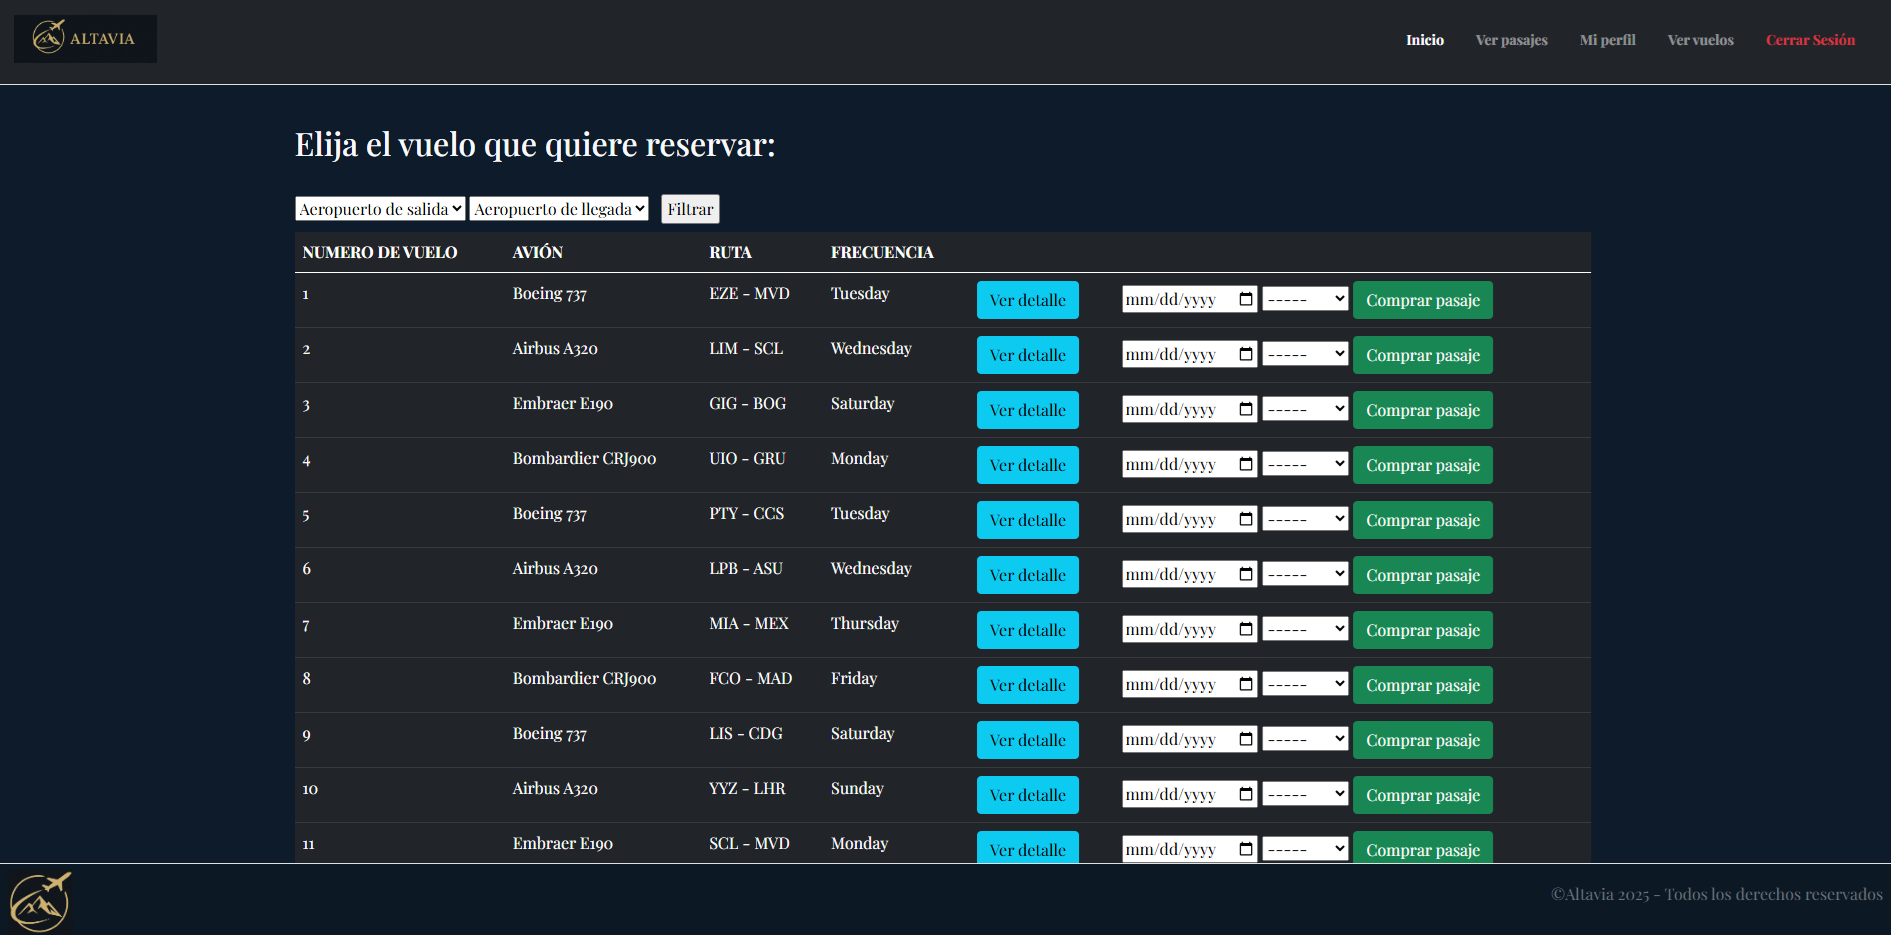 ALTAVIA
Inicio Ver pasajes Mi perfil Ver vuelos Cerrar Sesión
Elija el vuelo que quiere reservar:
Aeropuerto de salida Aeropuerto de llegada Filtrar
NUMERO DE VUELO AVIÓN RUTA FRECUENCIA
1 Boeing 737 EZE - MVD Tuesday Ver detalle mm/dd/yyyy ----- Comprar pasaje
2 Airbus A320 LIM - SCL Wednesday Ver detalle mm/dd/yyyy ----- Comprar pasaje
3 Embraer E190 GIG - BOG Saturday Ver detalle mm/dd/yyyy ----- Comprar pasaje
4 Bombardier CRJ900 UIO - GRU Monday Ver detalle mm/dd/yyyy ----- Comprar pasaje
5 Boeing 737 PTY - CCS Tuesday Ver detalle mm/dd/yyyy ----- Comprar pasaje
6 Airbus A320 LPB - ASU Wednesday Ver detalle mm/dd/yyyy ----- Comprar pasaje
7 Embraer E190 MIA - MEX Thursday Ver detalle mm/dd/yyyy ----- Comprar pasaje
8 Bombardier CRJ900 FCO - MAD Friday Ver detalle mm/dd/yyyy ----- Comprar pasaje
9 Boeing 737 LIS - CDG Saturday Ver detalle mm/dd/yyyy ----- Comprar pasaje
10 Airbus A320 YYZ - LHR Sunday Ver detalle mm/dd/yyyy ----- Comprar pasaje
11 Embraer E190 SCL - MVD Monday Ver detalle mm/dd/yyyy ----- Comprar pasaje
©Altavia 2025 - Todos los derechos reservados